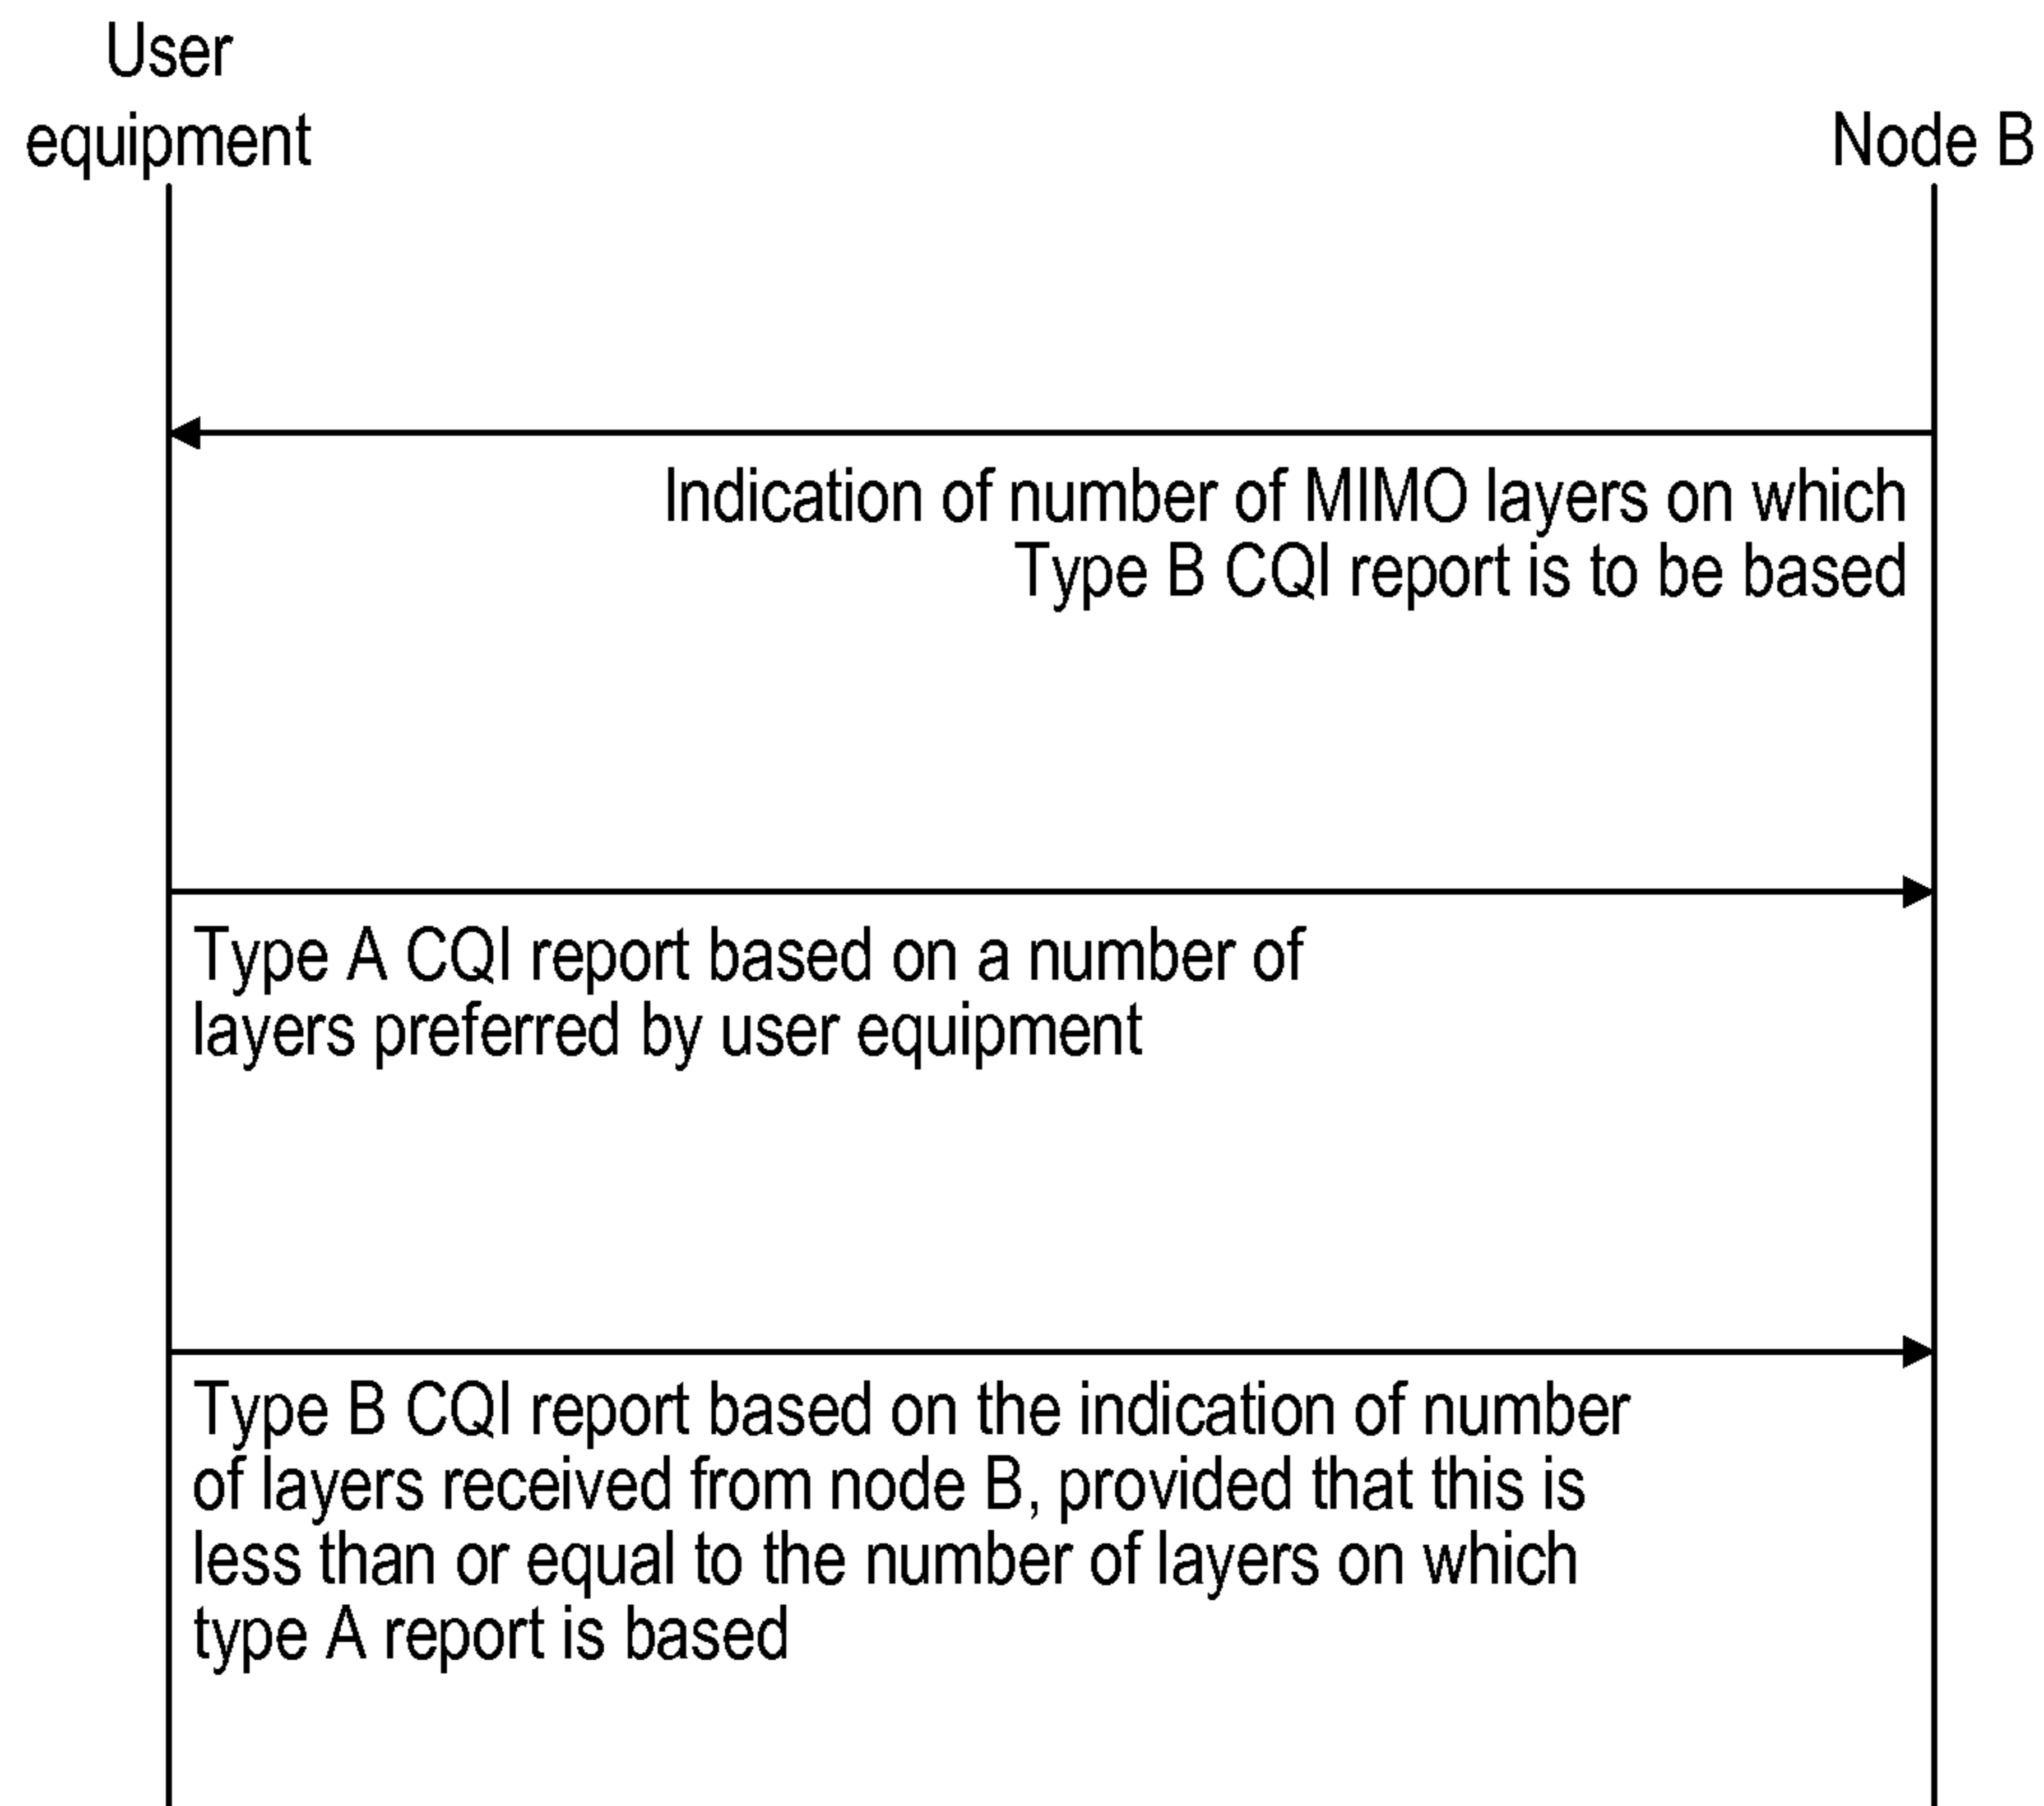 User
equipment
Node B
Indication of number of MIMO layers on which
Type B CQI report is to be based
Type A CQI report based on a number of
layers preferred by user equipment
Type B CQI report based on the indication of number
of layers received from node B, provided that this is
less than or equal to the number of layers on which
type A report is based